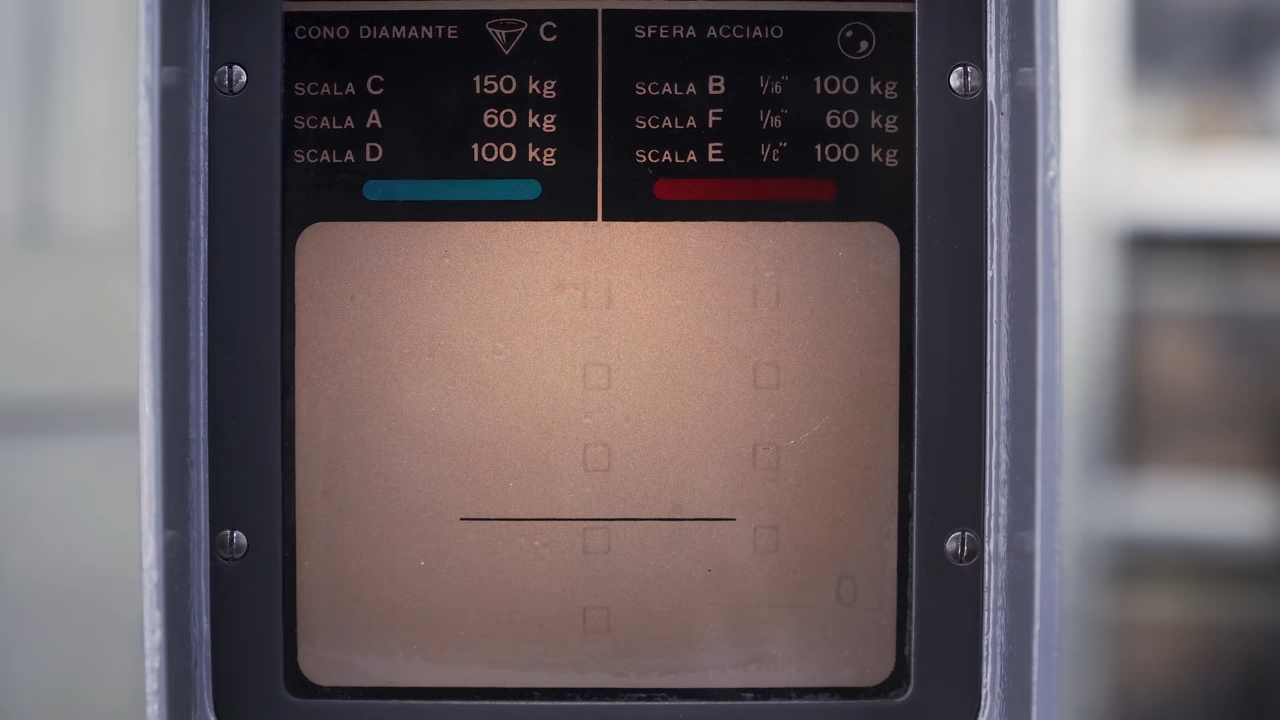 CONO DIAMANTE C
SCALA C 150 kg
SCALA A 60 kg
SCALA D 100 kg
SFERA ACCIAIO
SCALA B 1/16" 100 kg
SCALA F 1/16" 60 kg
SCALA E 1/8" 100 kg
0